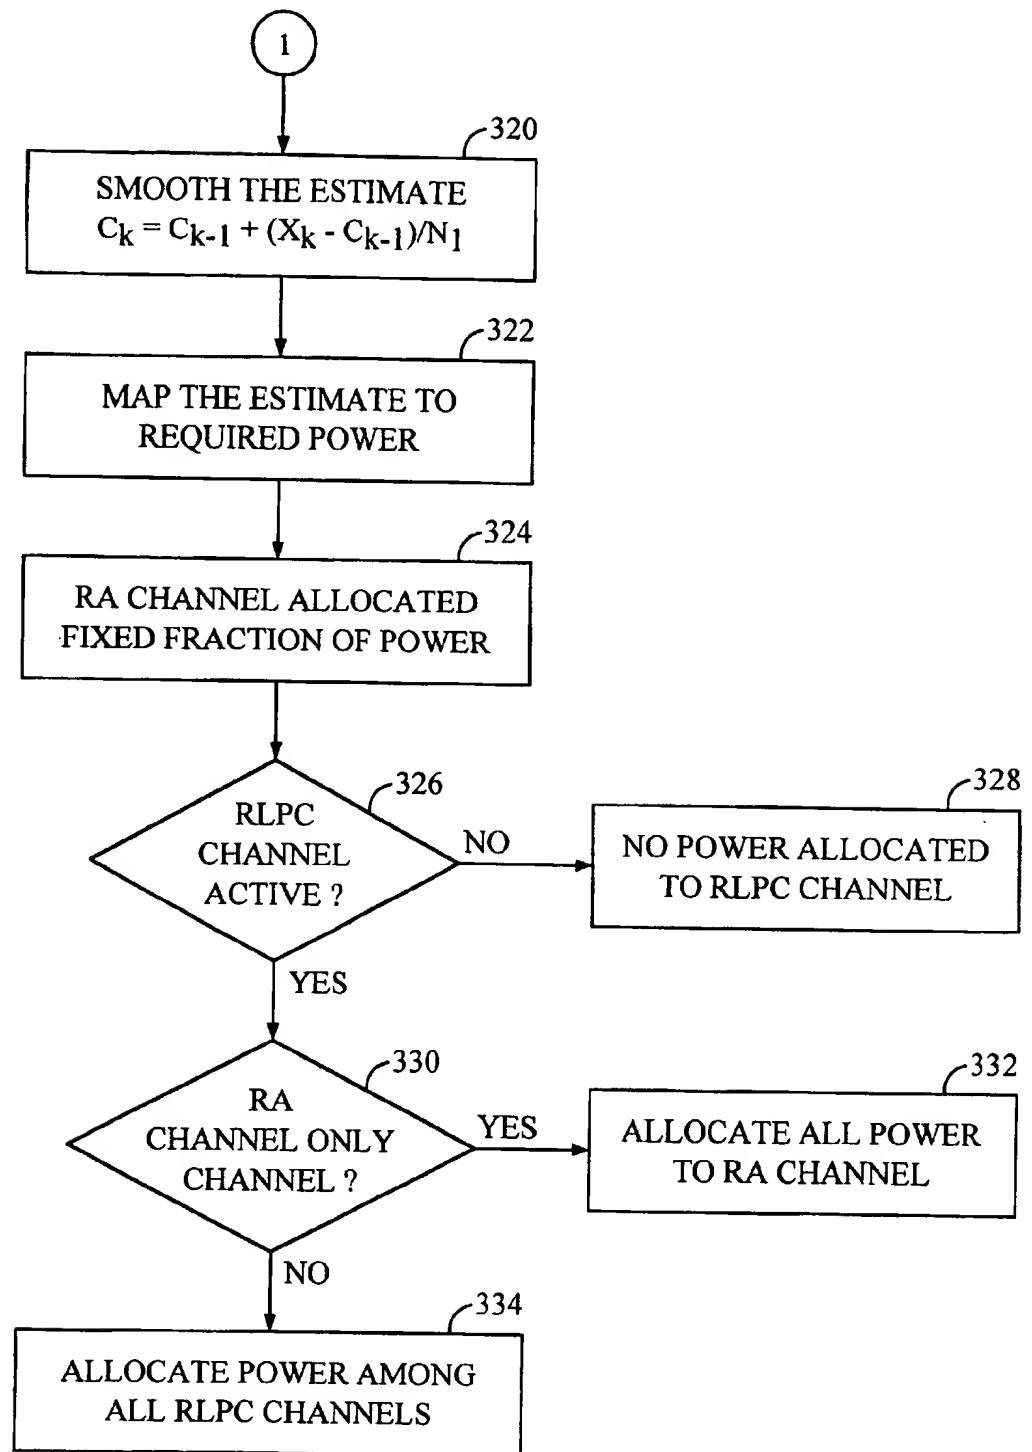 1
320
SMOOTH THE ESTIMATE
Ck = Ck-1 + (Xk - Ck-1)/N1
322
MAP THE ESTIMATE TO
REQUIRED POWER
324
RA CHANNEL ALLOCATED
FIXED FRACTION OF POWER
326
RLPC
CHANNEL
ACTIVE ?
NO
328
NO POWER ALLOCATED
TO RLPC CHANNEL
YES
330
RA
CHANNEL ONLY
CHANNEL ?
YES
332
ALLOCATE ALL POWER
TO RA CHANNEL
NO
334
ALLOCATE POWER AMONG
ALL RLPC CHANNELS